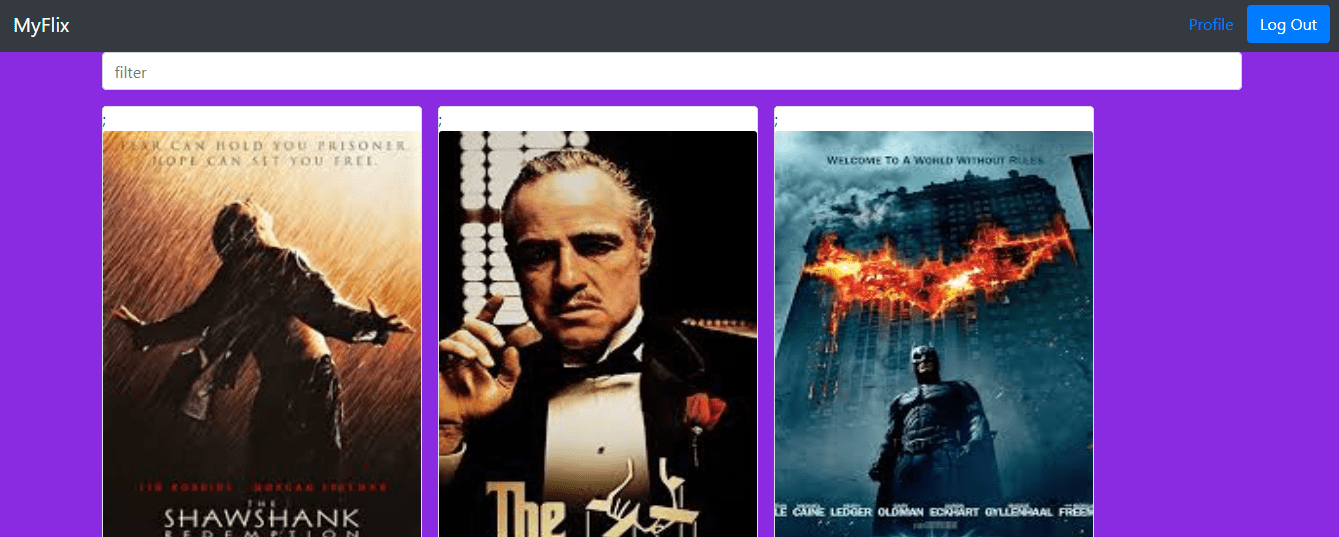 MyFlix
Profile
Log Out
filter
;
;
;
FEAR CAN HOLD YOU PRISONER.
HOPE CAN SET YOU FREE.
TIM ROBBINS MORGAN FREEMAN
THE
SHAWSHANK
REDEMPTION
The
WELCOME TO A WORLD WITHOUT RULES
LE CAINE LEDGER OLDMAN ECKHART GYLLENHAAL FREEM